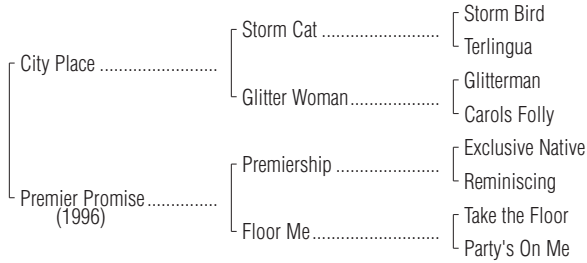 Storm Bird
Storm Cat ........................
Terlingua
City Place ........................
Glitterman
Glitter Woman ..................
Carols Folly
Exclusive Native
Premiership .....................
Reminiscing
Premier Promise ..............
(1996)
Take the Floor
Floor Me ..........................
Party's On Me